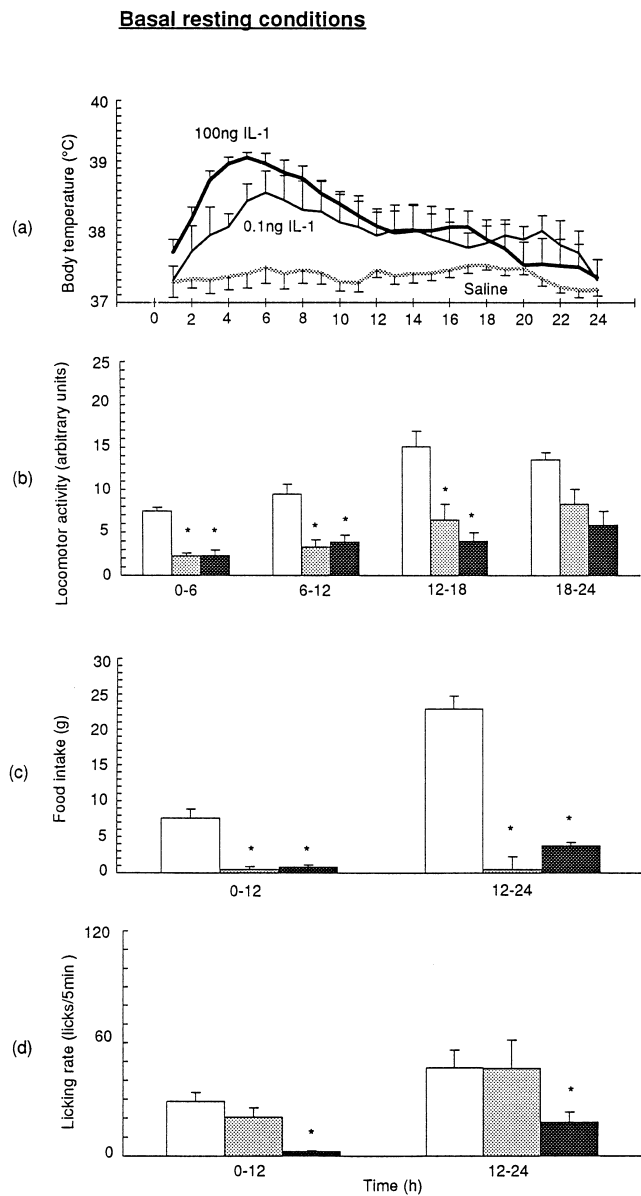 Basal resting conditions
(a)
Body temperature (°C)
40
39
38
37
100ng IL-1
0.1ng IL-1
Saline
0 2 4 6 8 10 12 14 16 18 20 22 24
(b)
Locomotor activity (arbitrary units)
25
20
15
10
5
0
* *
* *
* *
0-6 6-12 12-18 18-24
(c)
Food intake (g)
30
25
20
15
10
5
0
* *
* *
0-12 12-24
(d)
Licking rate (licks/5min )
120
60
0
*
*
0-12 12-24
Time (h)